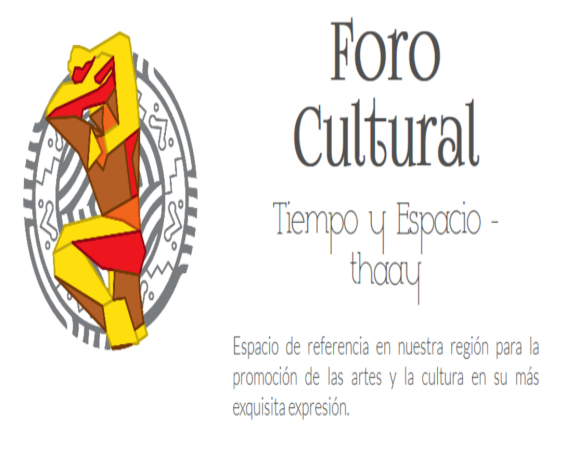 Foro
Cultural
Tiempo y Espacio -
thaay
Espacio de referencia en nuestra región para la
promoción de las artes y la cultura en su más
exquisita expresión.